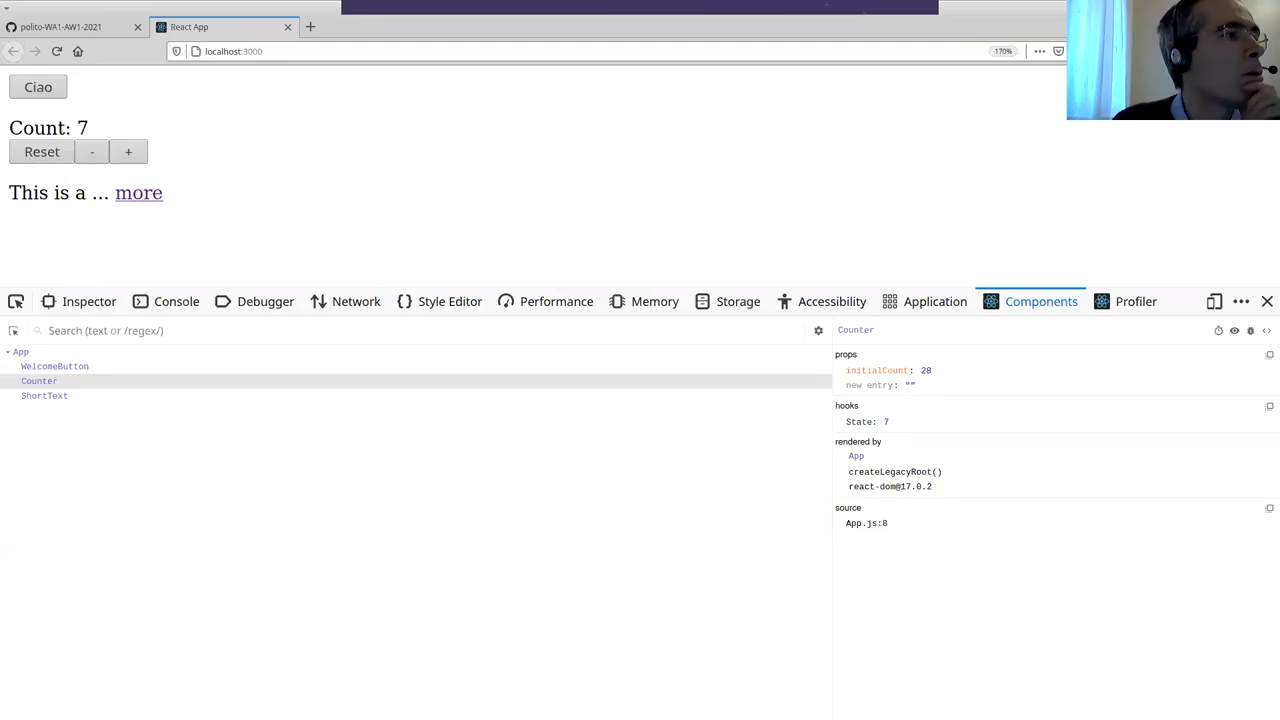 polito-WA1-AW1-2021
React App
localhost:3000
170%
Ciao
Count: 7
Reset - +
This is a ... more
Inspector Console Debugger Network Style Editor Performance Memory Storage Accessibility Application Components Profiler
Search (text or /regex/)
App
WelcomeButton
Counter
ShortText
Counter
props
initialCount: 28
new entry: ""
hooks
State: 7
rendered by
App
createLegacyRoot()
react-dom@17.0.2
source
App.js:8